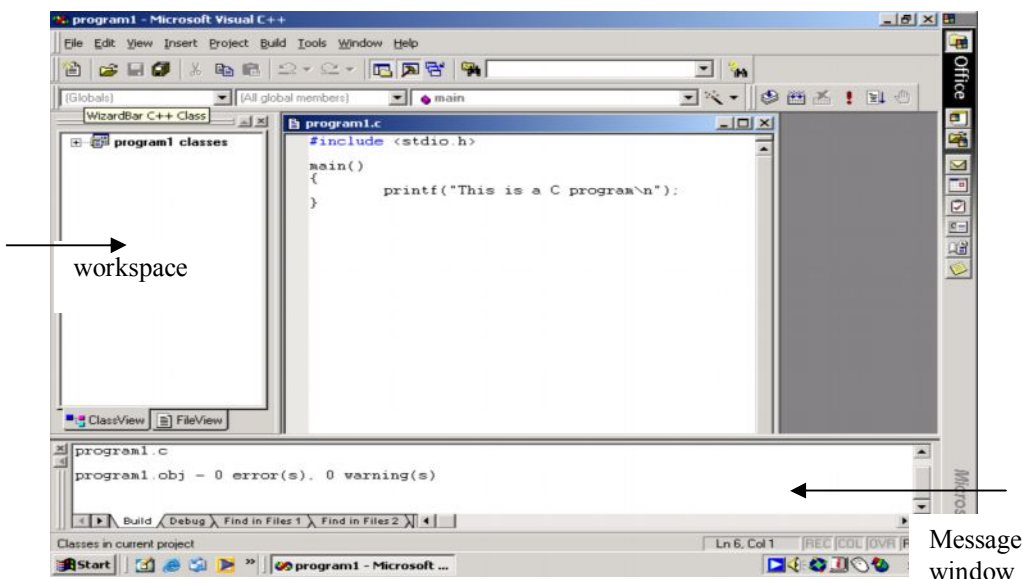 program1 - Microsoft Visual C++
File Edit View Insert Project Build Tools Window Help
Office
(Globals) (All global members) main
WizardBar C++ Class
program1 classes
program1.c
#include <stdio.h>
main()
{
printf("This is a C program\n");
}
workspace
ClassView FileView
program1.c
program1.obj - 0 error(s), 0 warning(s)
Build Debug Find in Files 1 Find in Files 2
Classes in current project Ln 6, Col 1 REC COL OVR
Micros
Message
window
Start program1 - Microsoft ...